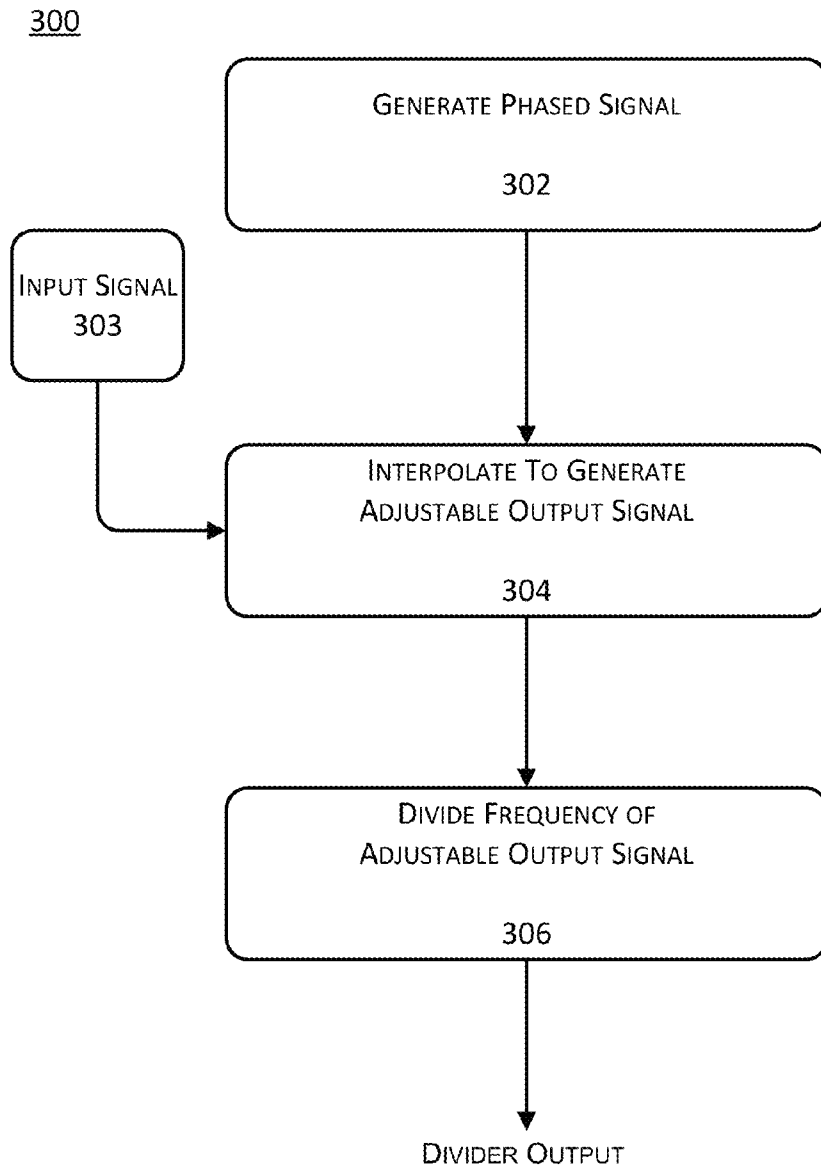 300
GENERATE PHASED SIGNAL
302
INPUT SIGNAL
303
INTERPOLATE TO GENERATE
ADJUSTABLE OUTPUT SIGNAL
304
DIVIDE FREQUENCY OF
ADJUSTABLE OUTPUT SIGNAL
306
DIVIDER OUTPUT